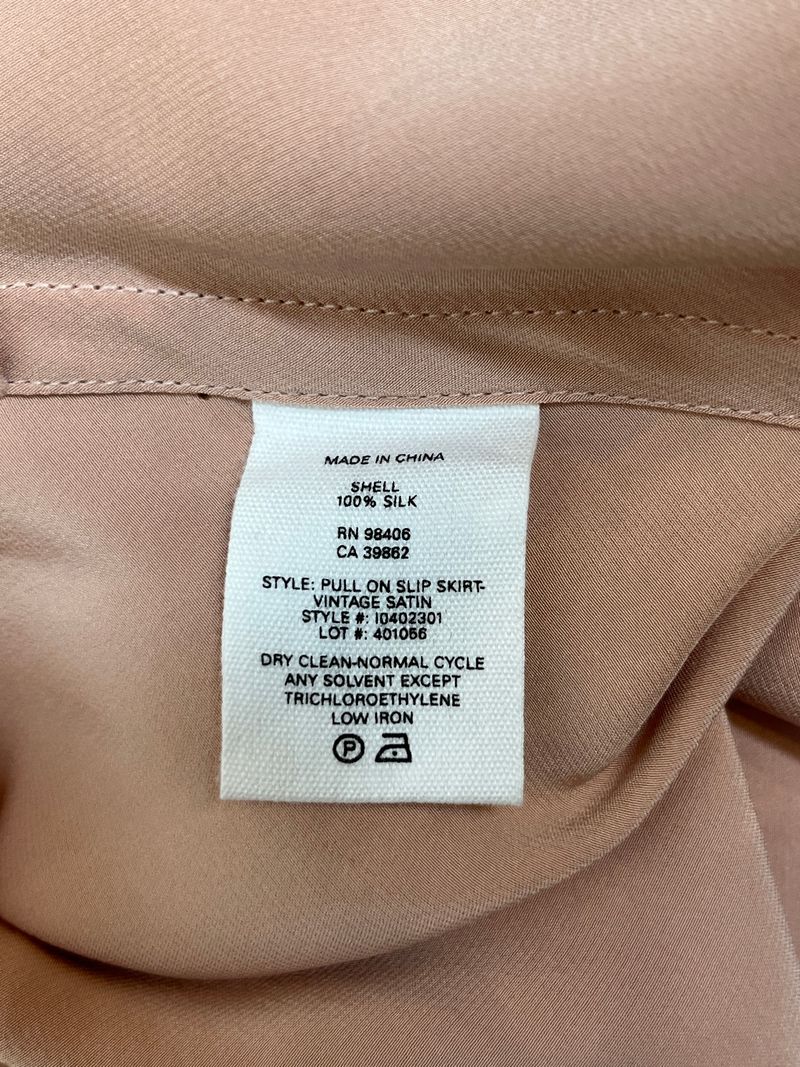 MADE IN CHINA
SHELL
100% SILK
RN 98406
CA 39862
STYLE: PULL ON SLIP SKIRT-
VINTAGE SATIN
STYLE #: I0402301
LOT #: 401056
DRY CLEAN-NORMAL CYCLE
ANY SOLVENT EXCEPT
TRICHLOROETHYLENE
LOW IRON
P